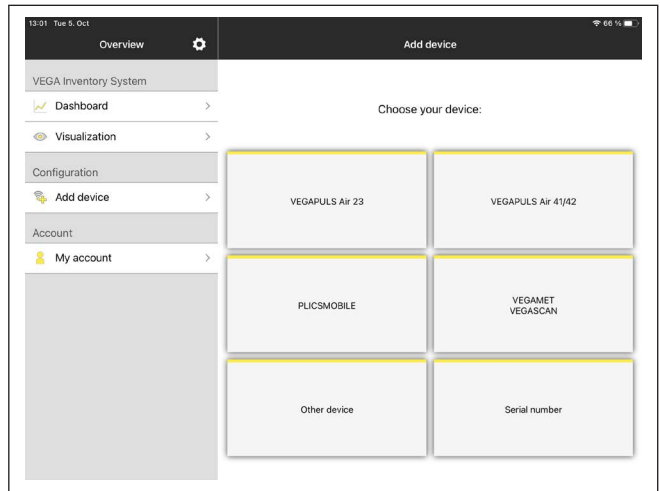 13:01 Tue 5. Oct
66 %
Overview
Add device
VEGA Inventory System
Dashboard
Visualization
Configuration
Add device
Account
My account
Choose your device:
VEGAPULS Air 23
VEGAPULS Air 41/42
PLICSMOBILE
VEGAMET
VEGASCAN
Other device
Serial number